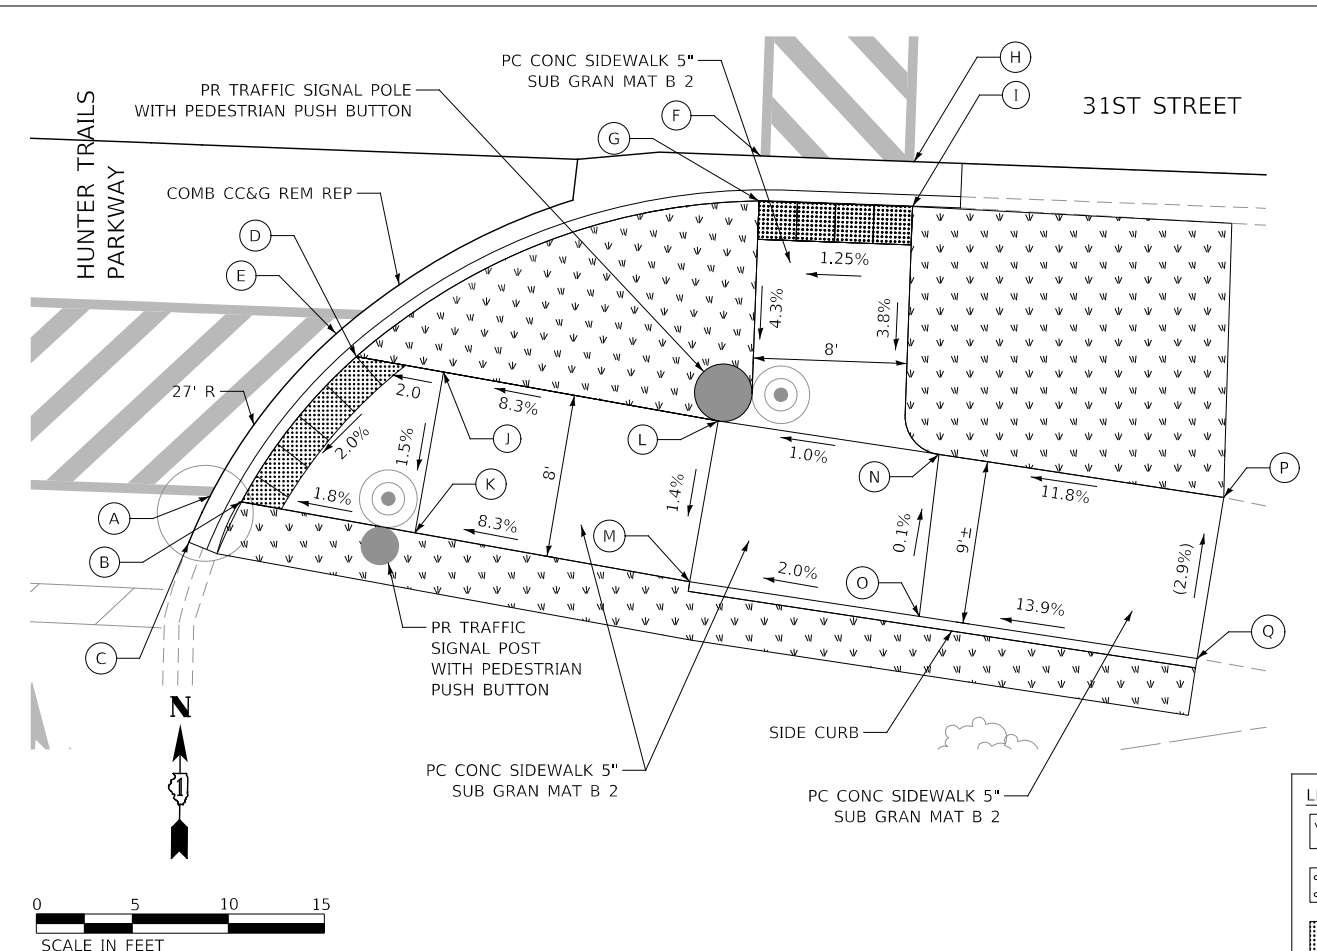 PC CONC SIDEWALK 5"
SUB GRAN MAT B 2
H
PR TRAFFIC SIGNAL POLE
WITH PEDESTRIAN PUSH BUTTON
I
31ST STREET
F
G
HUNTER TRAILS
PARKWAY
COMB CC&G REM REP
D
E
1.25%
4.3%
3.8%
8'
27' R
2.0
8.3%
2.0%
1.5%
J
L
1.0%
N
P
K
8'
1.8%
8.3%
1.4%
11.8%
A
M
0.1%
9'±
B
2.0%
O
(2.9%)
13.9%
Q
C
PR TRAFFIC
SIGNAL POST
WITH PEDESTRIAN
PUSH BUTTON
N
1
SIDE CURB
PC CONC SIDEWALK 5"
SUB GRAN MAT B 2
PC CONC SIDEWALK 5"
SUB GRAN MAT B 2
0 5 10 15
SCALE IN FEET